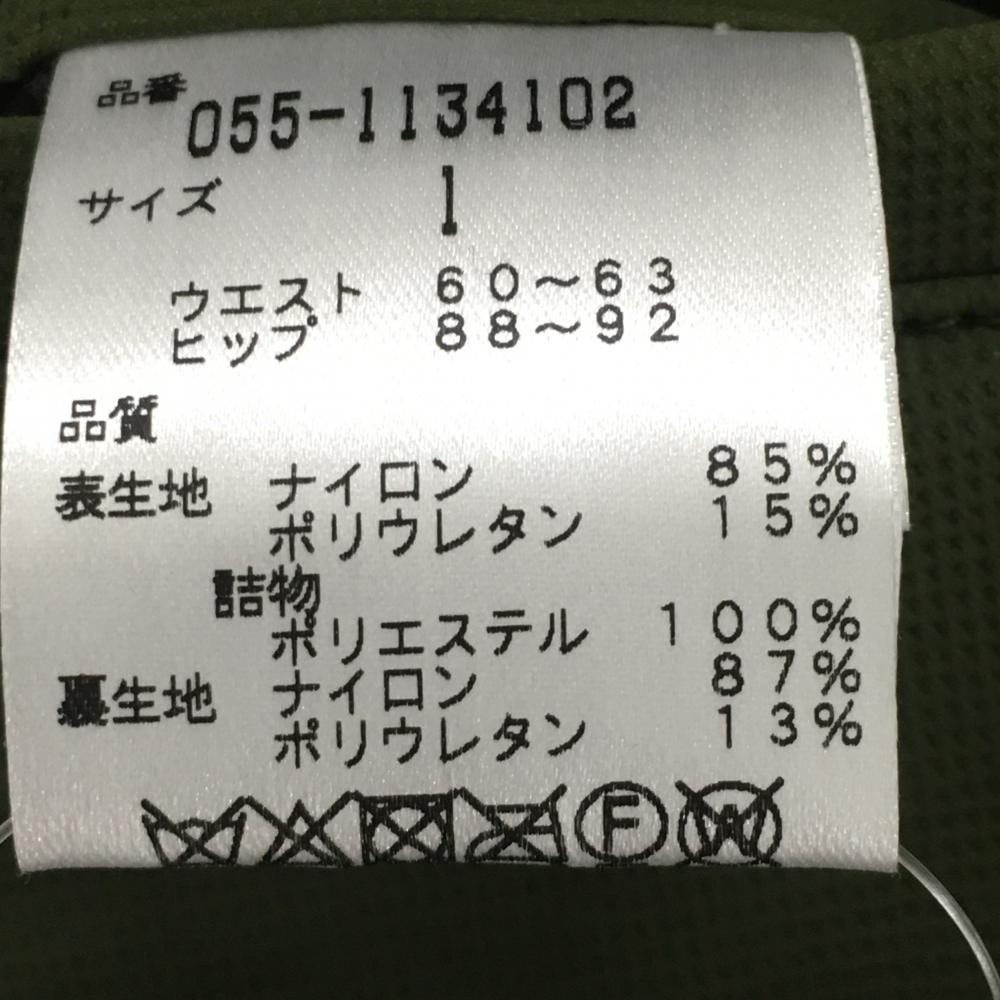 品番 055-1134102
サイズ 1
ウエスト 60～63
ヒップ 88～92
品質
表生地 ナイロン 85%
ポリウレタン 15%
詰物
ポリエステル 100%
裏生地 ナイロン 87%
ポリウレタン 13%
F W